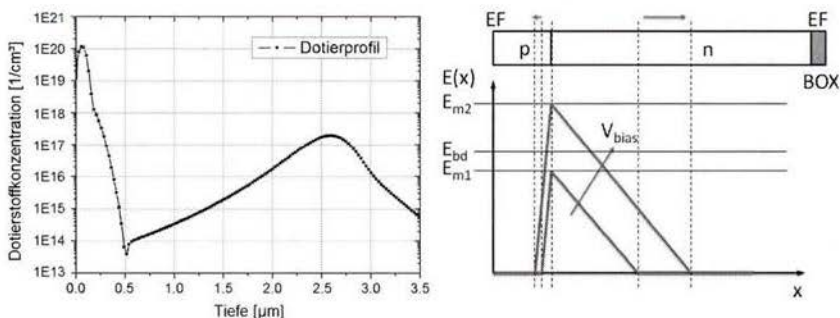 1E21
1E20
1E19
1E18
1E17
1E16
1E15
1E14
1E13
Dotierstoffkonzentration [1/cm³]
Dotierprofil
0.0 0.5 1.0 1.5 2.0 2.5 3.0 3.5
Tiefe [µm]
EF EF
p n
E(x) BOX
Em2
Vbias
Ebd
Em1
x